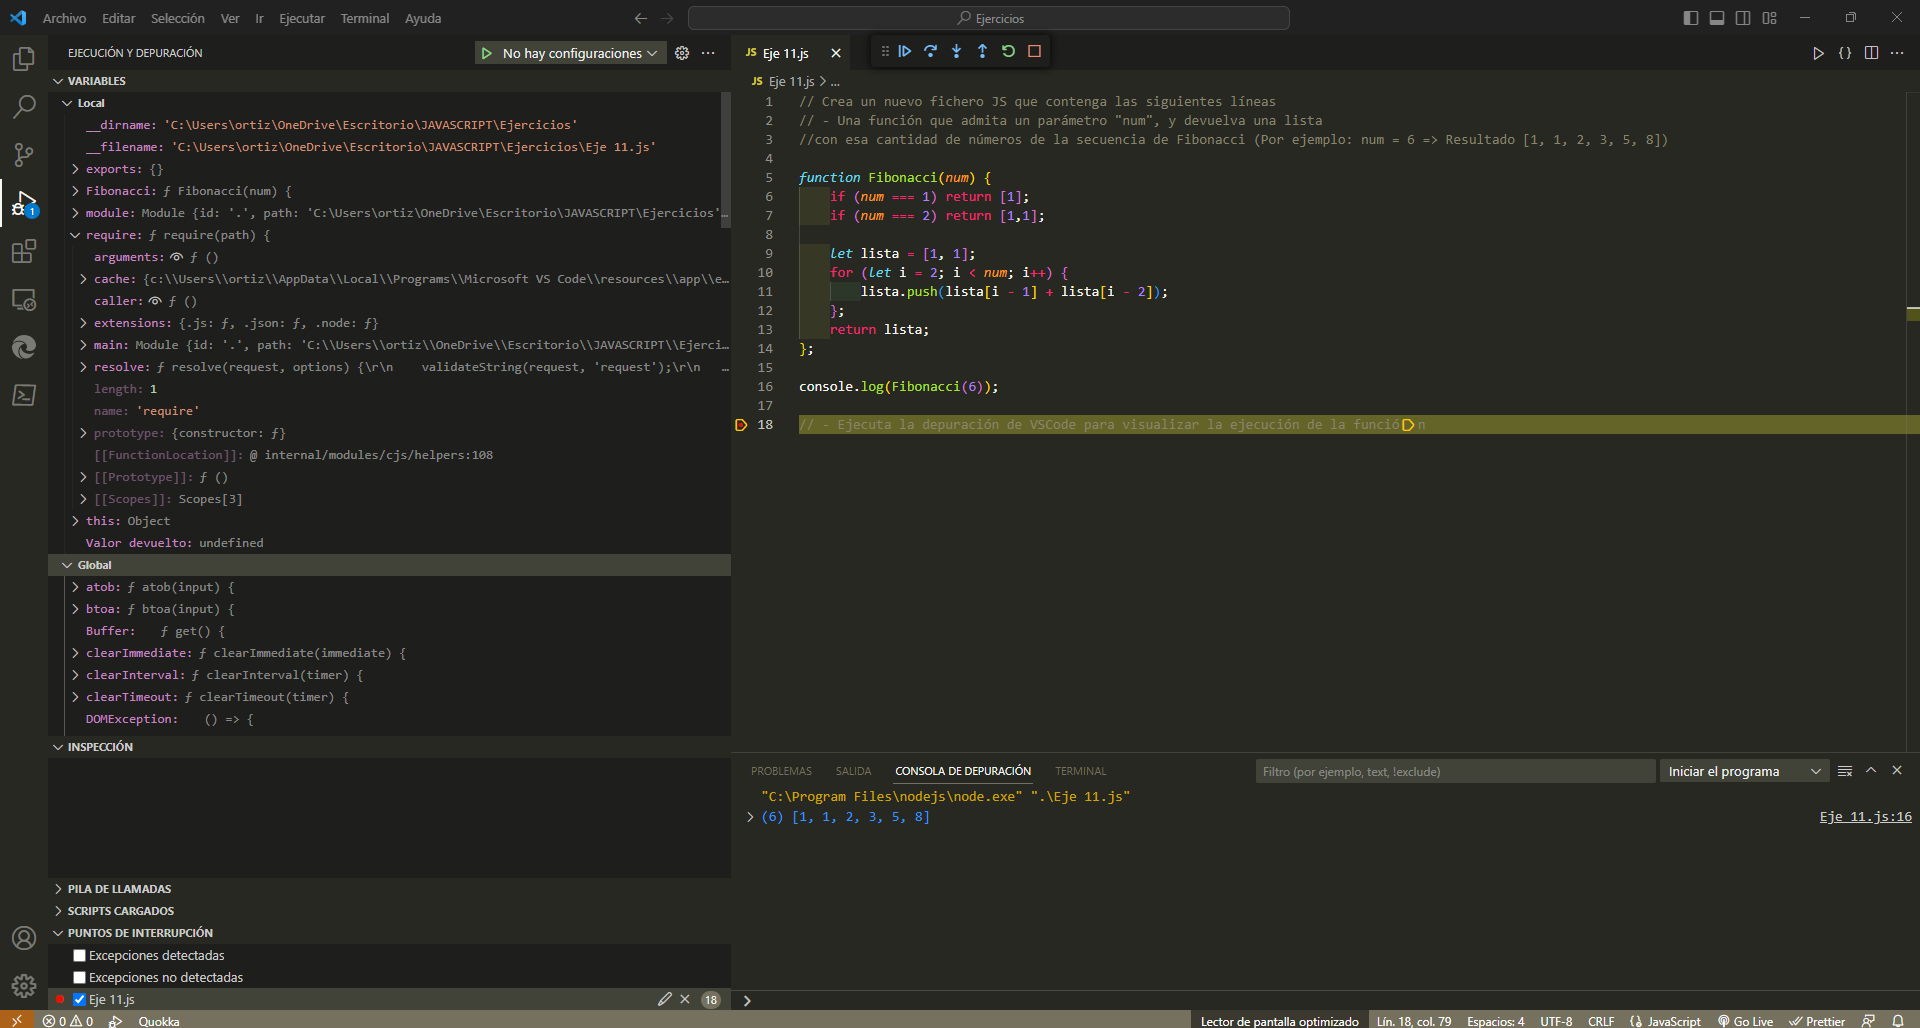 Archivo Editar Selección Ver Ir Ejecutar Terminal Ayuda
Ejercicios
EJECUCIÓN Y DEPURACIÓN
No hay configuraciones
VARIABLES
Local
__dirname: 'C:\Users\ortiz\OneDrive\Escritorio\JAVASCRIPT\Ejercicios'
__filename: 'C:\Users\ortiz\OneDrive\Escritorio\JAVASCRIPT\Ejercicios\Eje 11.js'
exports: {}
Fibonacci: ƒ Fibonacci(num) {
module: Module {id: '.', path: 'C:\Users\ortiz\OneDrive\Escritorio\JAVASCRIPT\Ejercicios'…
require: ƒ require(path) {
arguments: ƒ ()
cache: {c:\\Users\\ortiz\\AppData\\Local\\Programs\\Microsoft VS Code\\resources\\app\\e…
caller: ƒ ()
extensions: {.js: ƒ, .json: ƒ, .node: ƒ}
main: Module {id: '.', path: 'C:\\Users\\ortiz\\OneDrive\\Escritorio\\JAVASCRIPT\\Ejerci…
resolve: ƒ resolve(request, options) {\r\n    validateString(request, 'request');\r\n   …
length: 1
name: 'require'
prototype: {constructor: ƒ}
[[FunctionLocation]]: @ internal/modules/cjs/helpers:108
[[Prototype]]: ƒ ()
[[Scopes]]: Scopes[3]
this: Object
Valor devuelto: undefined
Global
atob: ƒ atob(input) {
btoa: ƒ btoa(input) {
Buffer:   ƒ get() {
clearImmediate: ƒ clearImmediate(immediate) {
clearInterval: ƒ clearInterval(timer) {
clearTimeout: ƒ clearTimeout(timer) {
DOMException:   () => {
INSPECCIÓN
PILA DE LLAMADAS
SCRIPTS CARGADOS
PUNTOS DE INTERRUPCIÓN
Excepciones detectadas
Excepciones no detectadas
Eje 11.js 18
JS Eje 11.js
JS Eje 11.js > ...
1 // Crea un nuevo fichero JS que contenga las siguientes líneas
2 // - Una función que admita un parámetro "num", y devuelva una lista
3 //con esa cantidad de números de la secuencia de Fibonacci (Por ejemplo: num = 6 => Resultado [1, 1, 2, 3, 5, 8])
4
5 function Fibonacci(num) {
6     if (num === 1) return [1];
7     if (num === 2) return [1,1];
8
9     let lista = [1, 1];
10     for (let i = 2; i < num; i++) {
11         lista.push(lista[i - 1] + lista[i - 2]);
12     };
13     return lista;
14 };
15
16 console.log(Fibonacci(6));
17
18 // - Ejecuta la depuración de VSCode para visualizar la ejecución de la función
PROBLEMAS SALIDA CONSOLA DE DEPURACIÓN TERMINAL
Filtro (por ejemplo, text, !exclude)
Iniciar el programa
"C:\Program Files\nodejs\node.exe" ".\Eje 11.js"
(6) [1, 1, 2, 3, 5, 8] Eje 11.js:16
1
0 0 Quokka
Lector de pantalla optimizado Lín. 18, col. 79 Espacios: 4 UTF-8 CRLF {} JavaScript Go Live Prettier